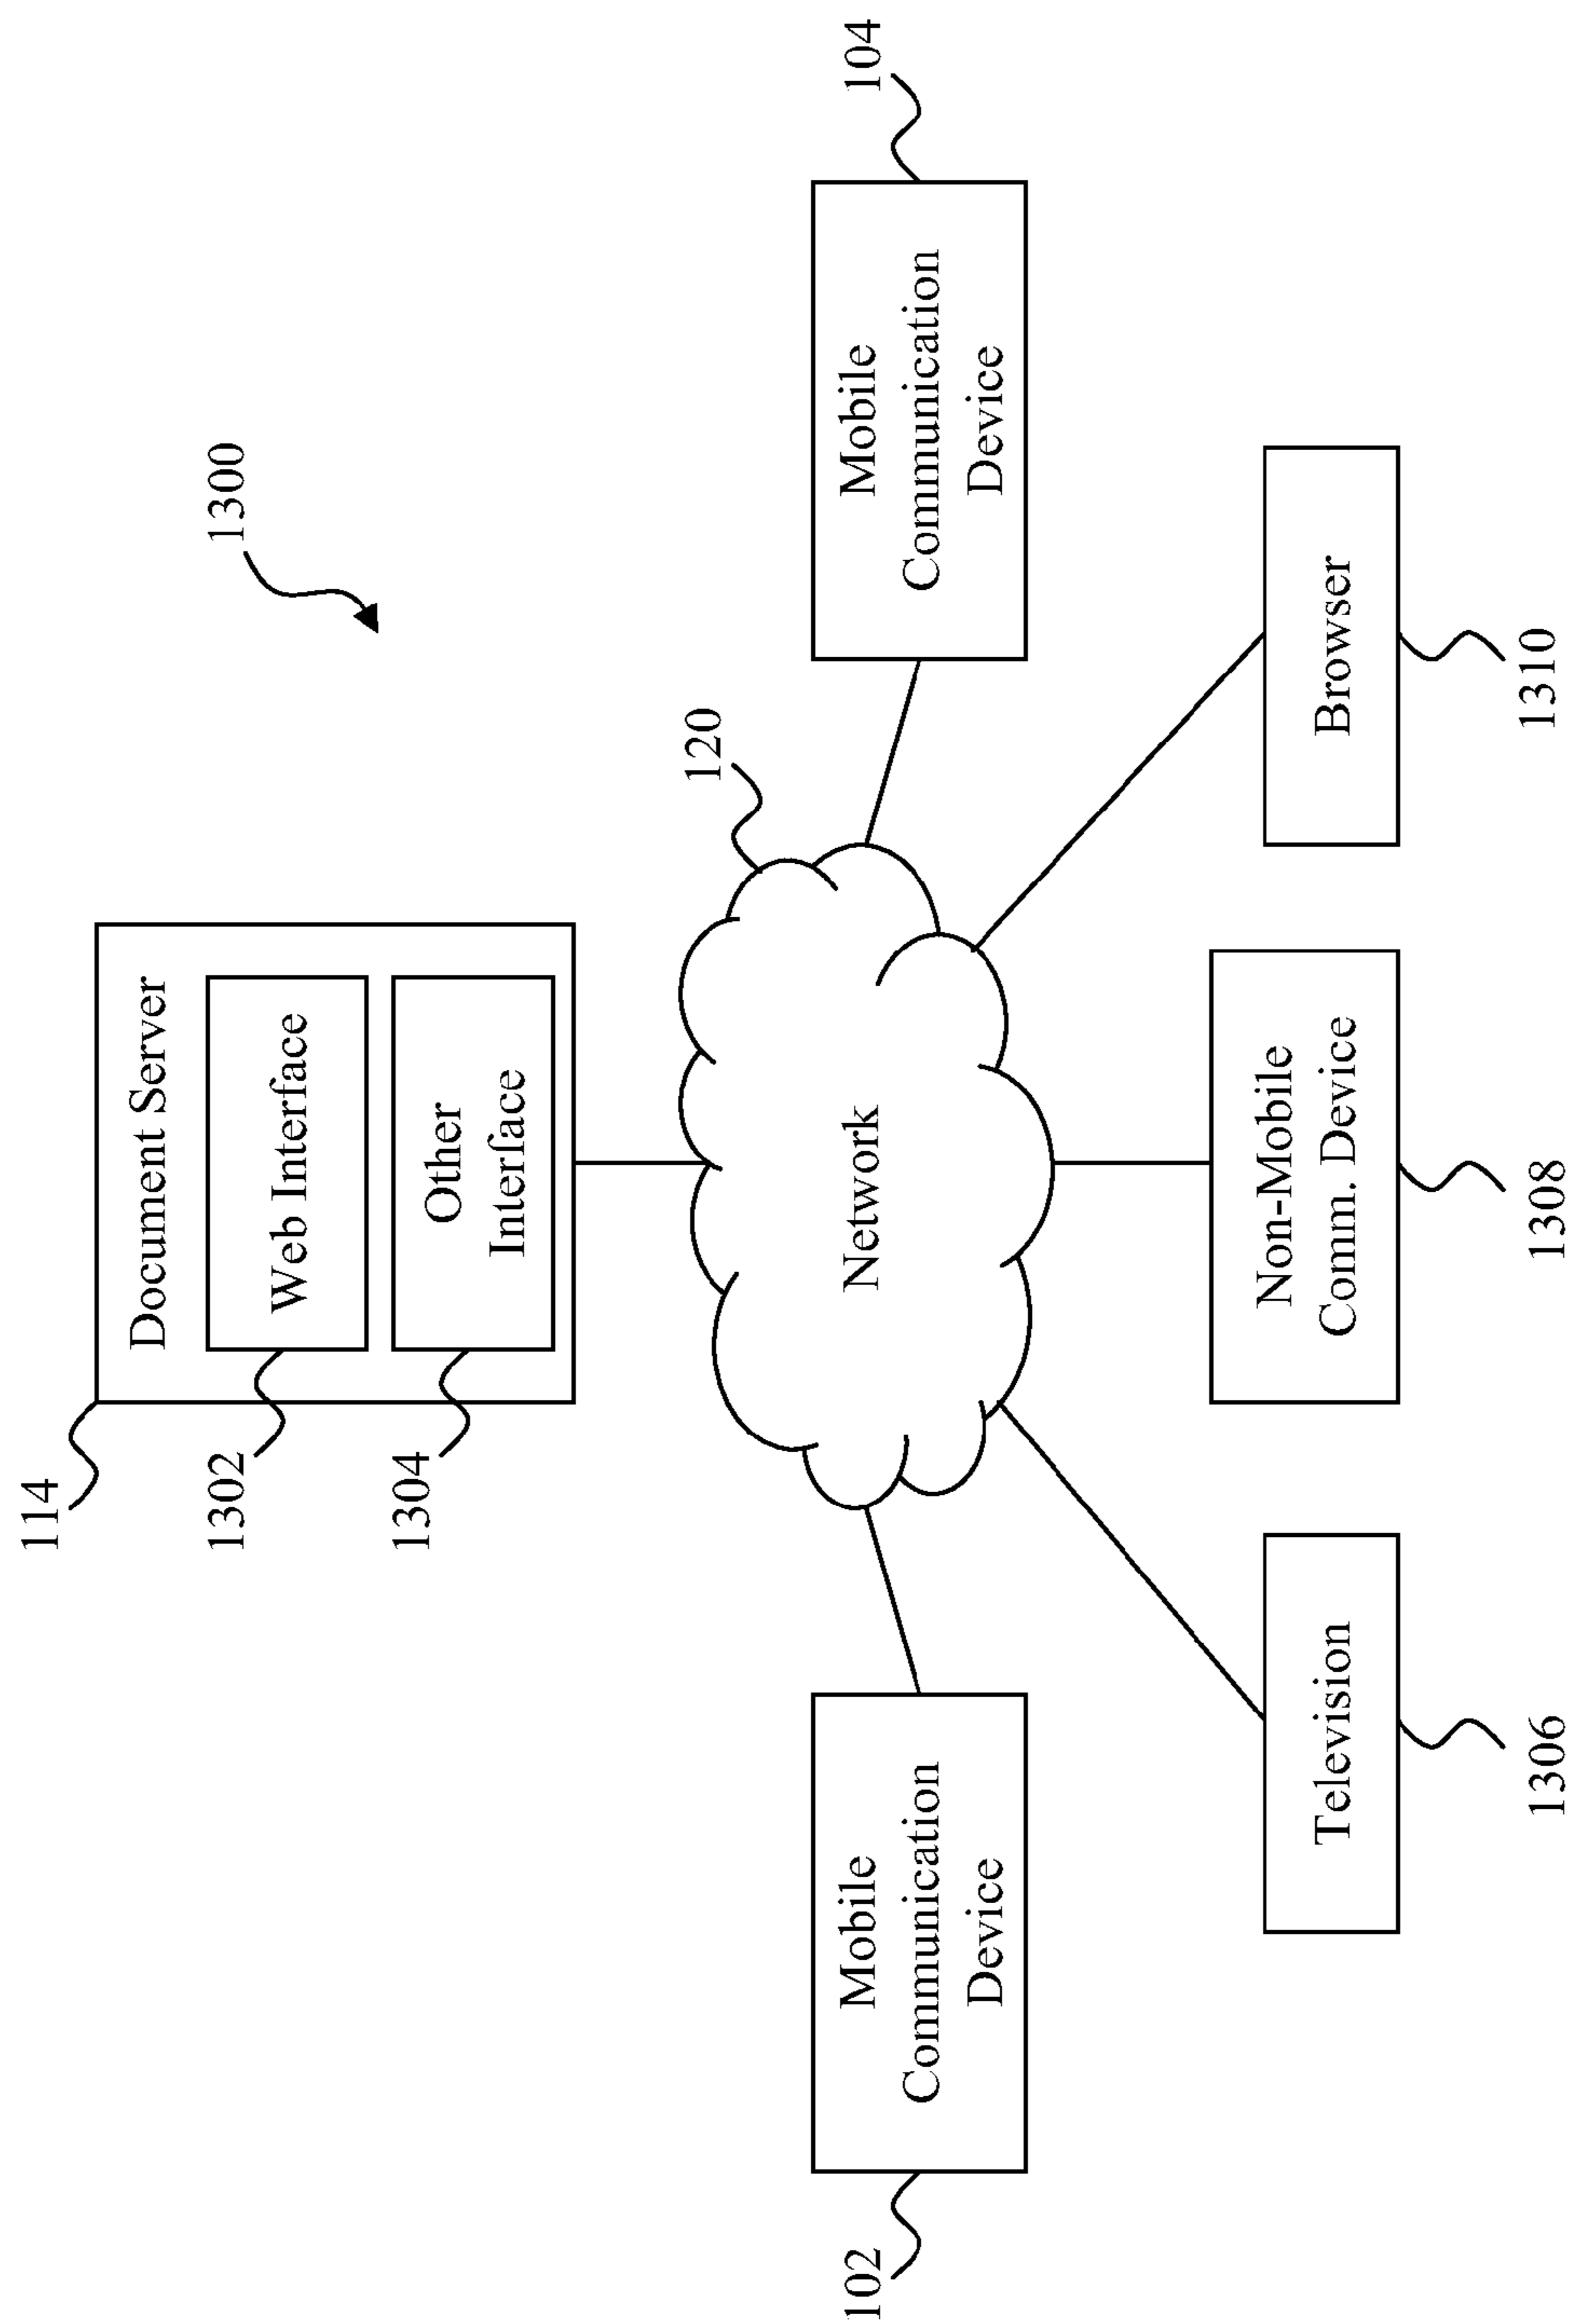 1300
114
Document Server
1302
Web Interface
1304
Other
Interface
120
Network
102
Mobile
Communication
Device
104
Mobile
Communication
Device
Television
1306
Non-Mobile
Comm. Device
1308
Browser
1310